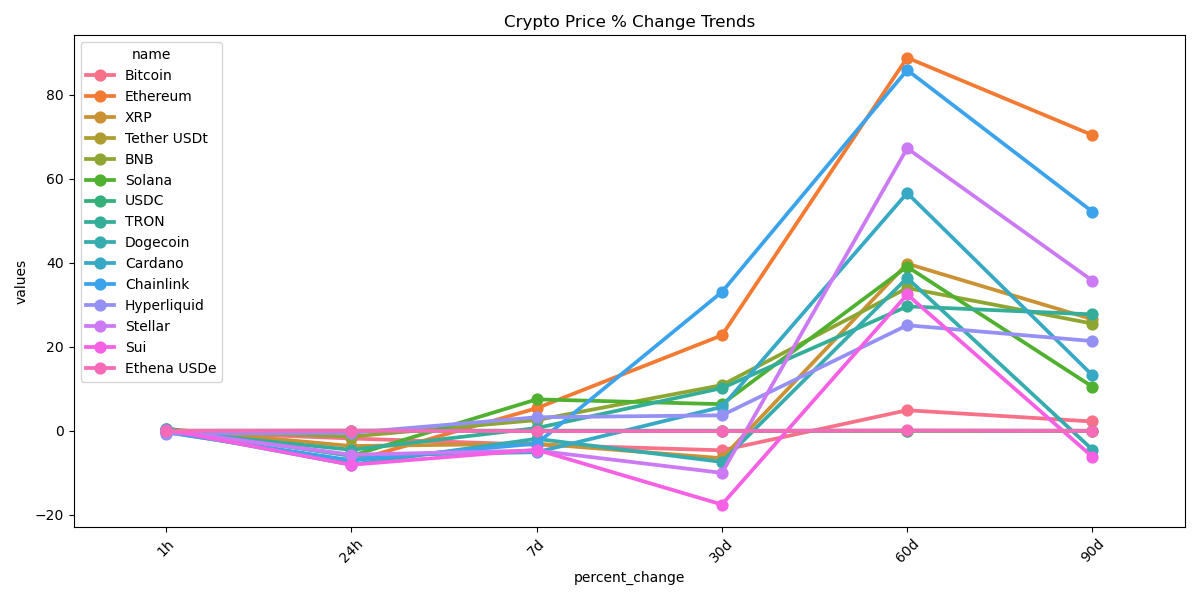 Crypto Price % Change Trends
name
Bitcoin
Ethereum
XRP
Tether USDt
BNB
Solana
USDC
TRON
Dogecoin
Cardano
Chainlink
Hyperliquid
Stellar
Sui
Ethena USDe
values
80
60
40
20
0
−20
1h
24h
7d
30d
60d
90d
percent_change